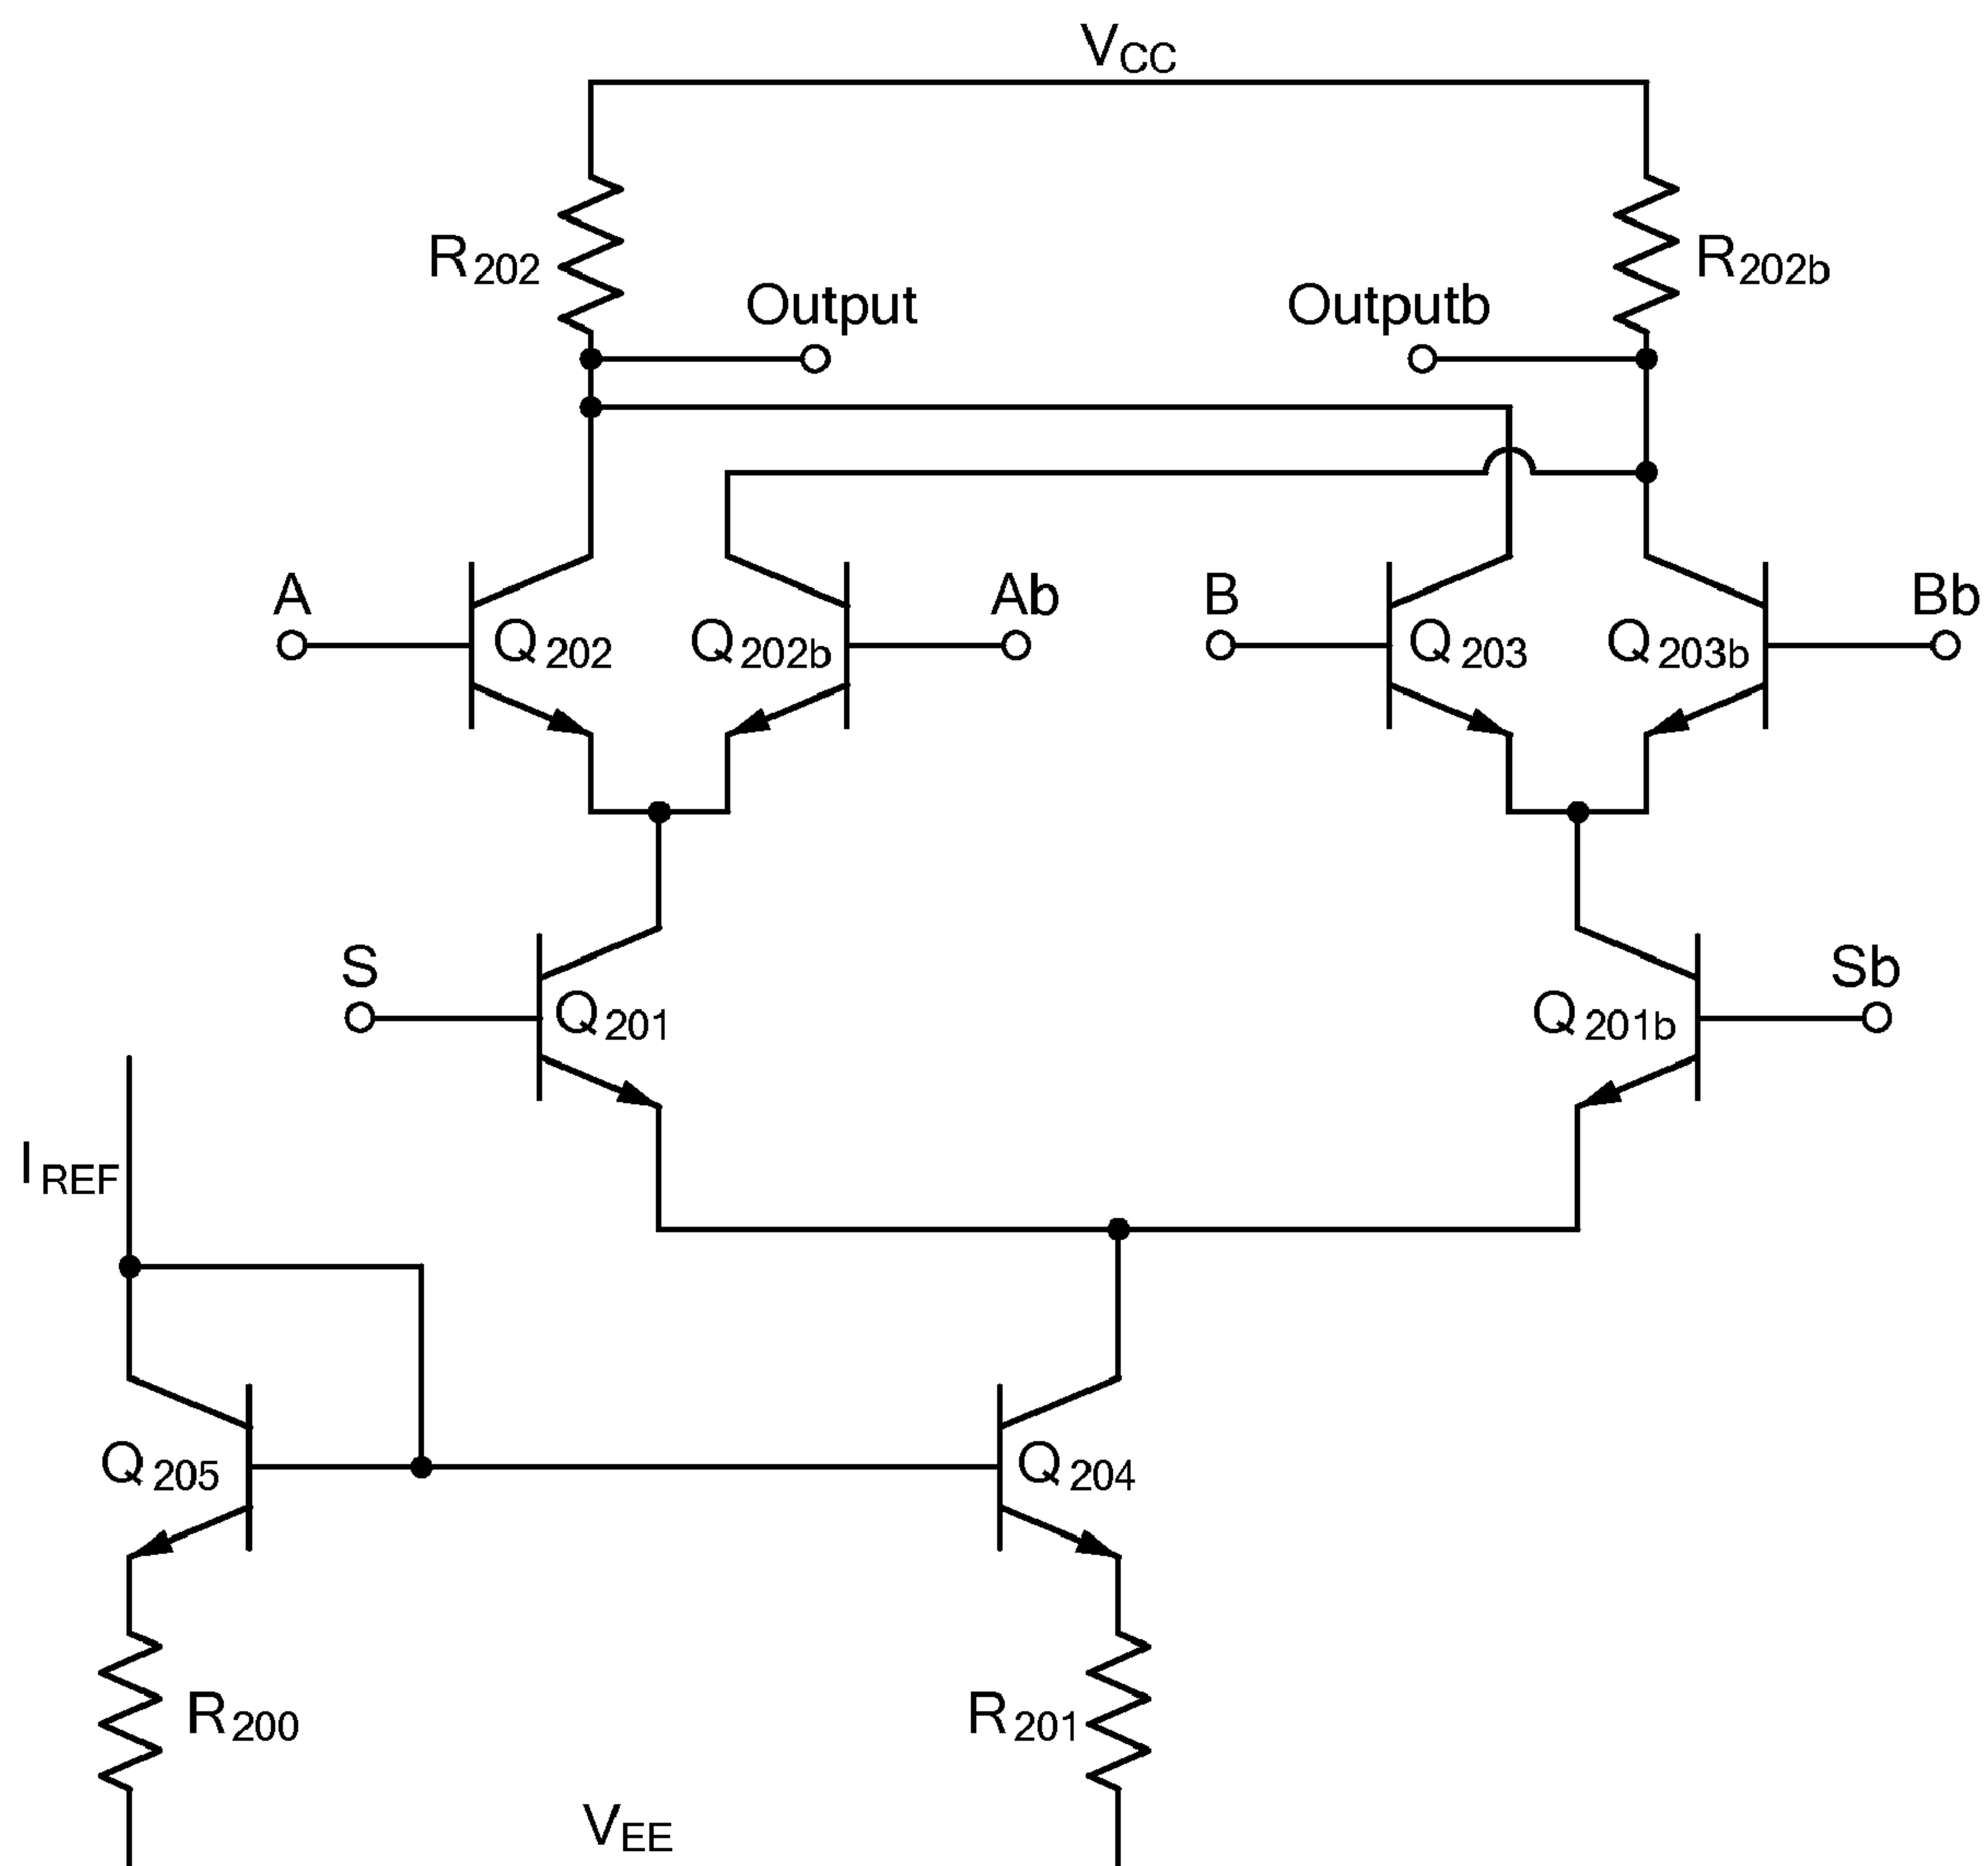 VCC
R202
Output
Outputb
R202b
A
Q202
Q202b
Ab
B
Q203
Q203b
Bb
S
Q201
Q201b
Sb
IREF
Q205
Q204
R200
R201
VEE